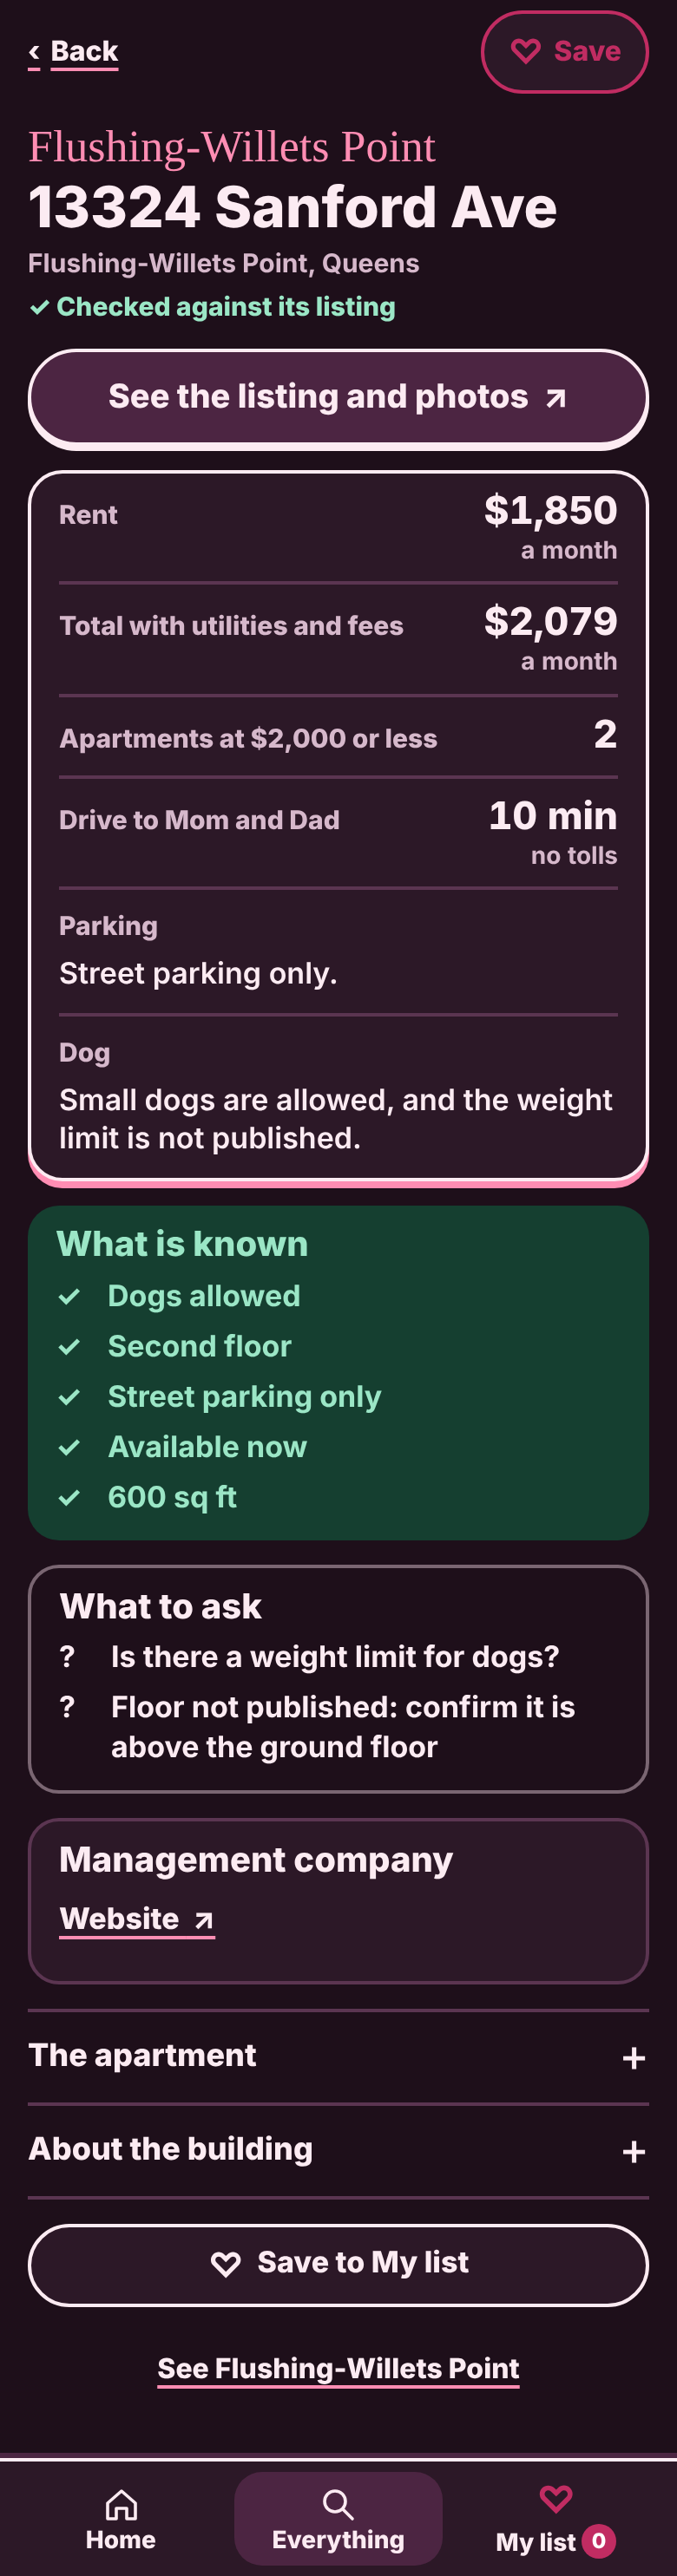 ‹ Back
Save
Flushing-Willets Point
13324 Sanford Ave
Flushing-Willets Point, Queens
✓ Checked against its listing
See the listing and photos ↗
Rent
$1,850
a month
Total with utilities and fees
$2,079
a month
Apartments at $2,000 or less
2
Drive to Mom and Dad
10 min
no tolls
Parking
Street parking only.
Dog
Small dogs are allowed, and the weight
limit is not published.
What is known
✓ Dogs allowed
✓ Second floor
✓ Street parking only
✓ Available now
✓ 600 sq ft
What to ask
? Is there a weight limit for dogs?
? Floor not published: confirm it is
above the ground floor
Management company
Website ↗
The apartment +
About the building +
Save to My list
See Flushing-Willets Point
Home
Everything
My list 0